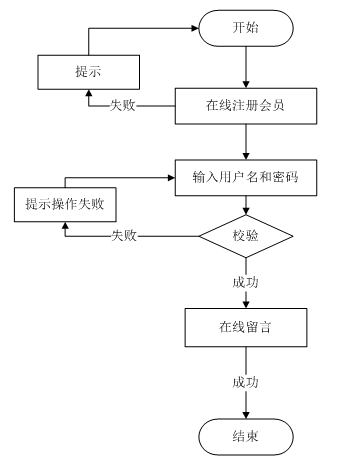 开始
提示
失败
在线注册会员
输入用户名和密码
提示操作失败
失败
校验
成功
在线留言
成功
结束